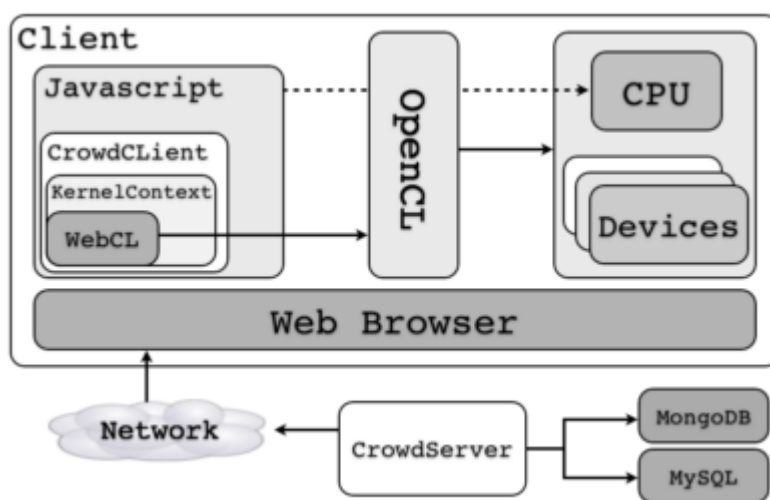 Client
Javascript
CrowdCLient
KernelContext
WebCL
OpenCL
CPU
Devices
Web Browser
Network
CrowdServer
MongoDB
MySQL